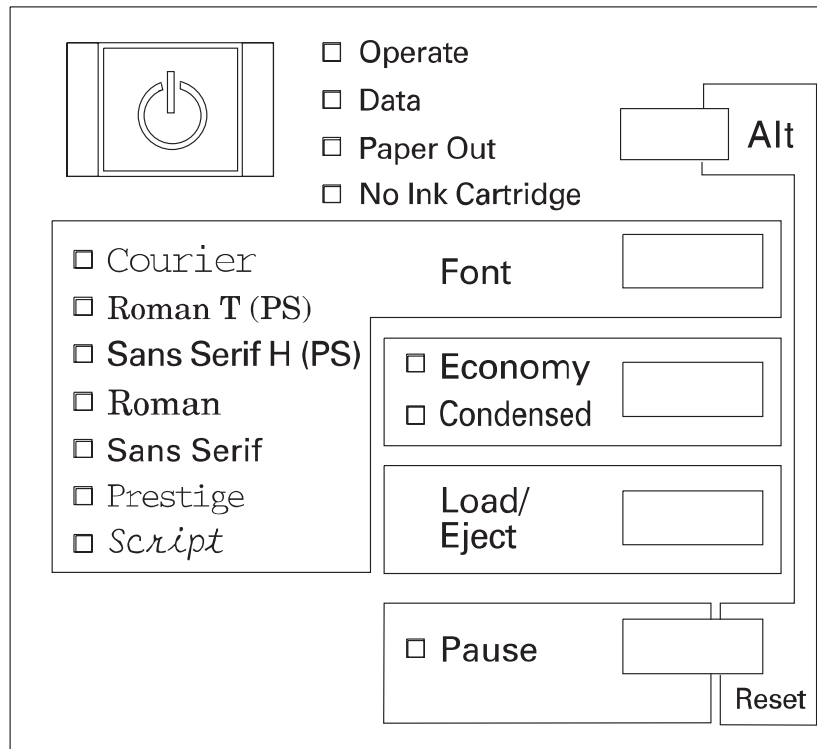 Operate
Data
Paper Out
No Ink Cartridge
Alt
Courier
Roman T (PS)
Sans Serif H (PS)
Roman
Sans Serif
Prestige
Script
Font
Economy
Condensed
Load/
Eject
Pause
Reset